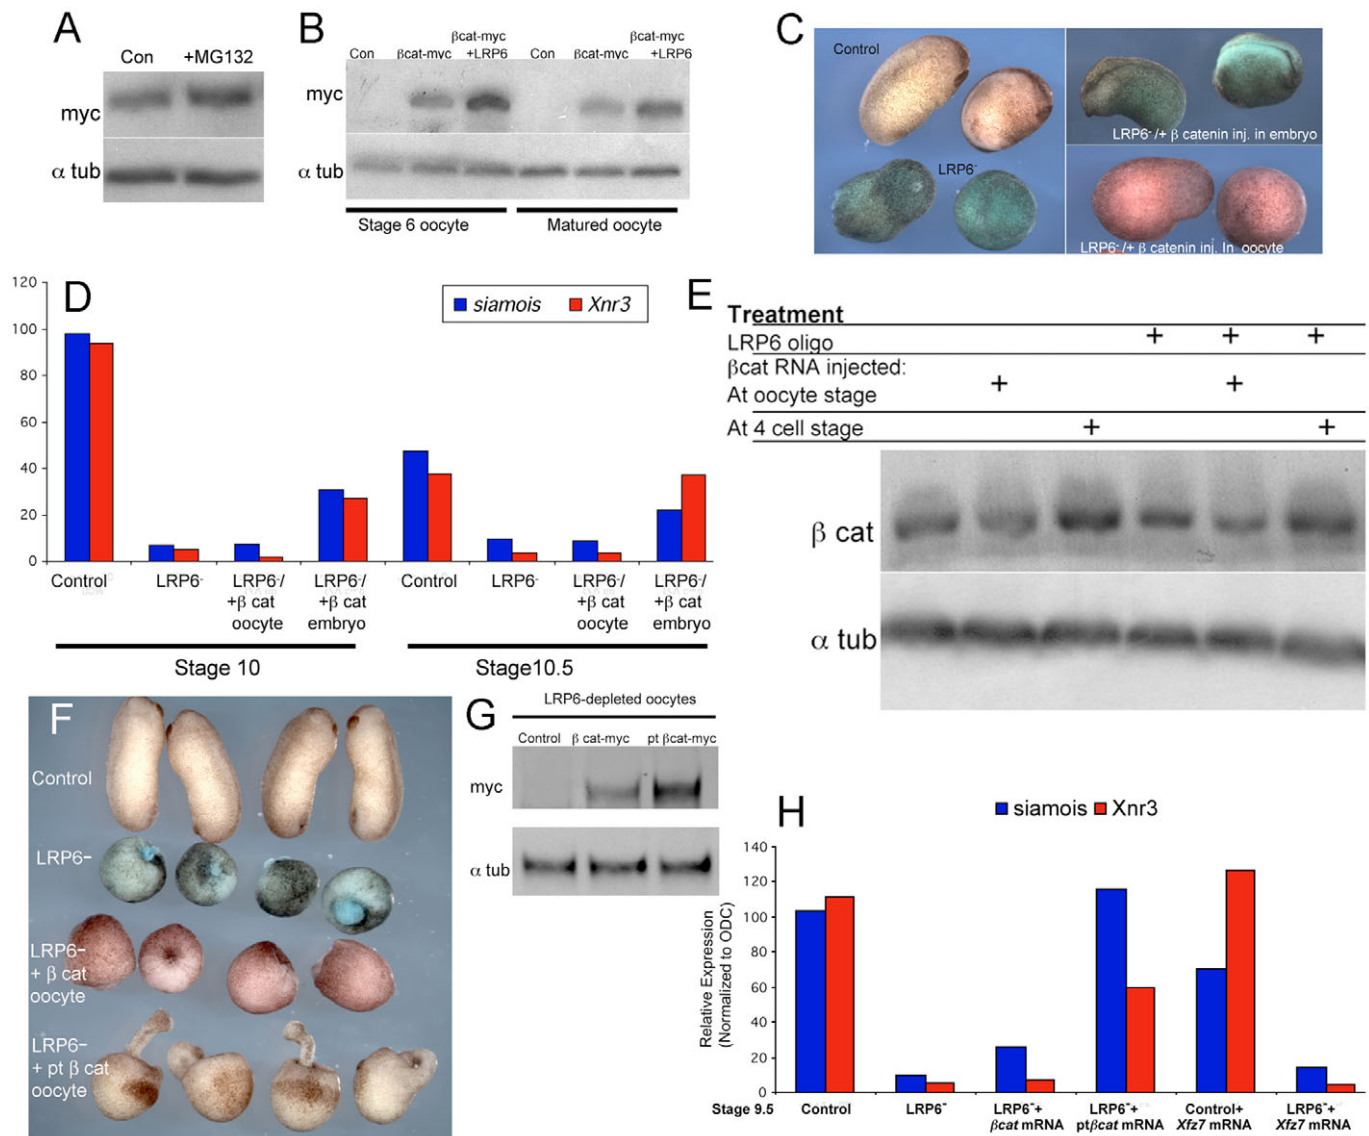 A
Con +MG132
myc
α tub
B
Con βcat-myc βcat-myc +LRP6 Con βcat-myc βcat-myc +LRP6
myc
α tub
Stage 6 oocyte Matured oocyte
C
Control
LRP6-
LRP6-/+ β catenin inj. in embryo
LRP6-/+ β catenin inj. In oocyte
D
siamois Xnr3
120
100
80
60
40
20
0
Control LRP6- LRP6-/ +β cat oocyte LRP6-/ +β cat embryo Control LRP6- LRP6-/ +β cat oocyte LRP6-/ +β cat embryo
Stage 10 Stage10.5
E
Treatment
LRP6 oligo + + +
βcat RNA injected:
At oocyte stage + +
At 4 cell stage + +
β cat
α tub
F
Control
LRP6–
LRP6–
+ β cat
oocyte
LRP6–
+ pt β cat
oocyte
G
LRP6-depleted oocytes
Control β cat-myc pt βcat-myc
myc
α tub
H
siamois Xnr3
Relative Expression
(Normalized to ODC)
140
120
100
80
60
40
20
0
Stage 9.5 Control LRP6- LRP6-+ βcat mRNA LRP6-+ ptβcat mRNA Control+ Xfz7 mRNA LRP6-+ Xfz7 mRNA